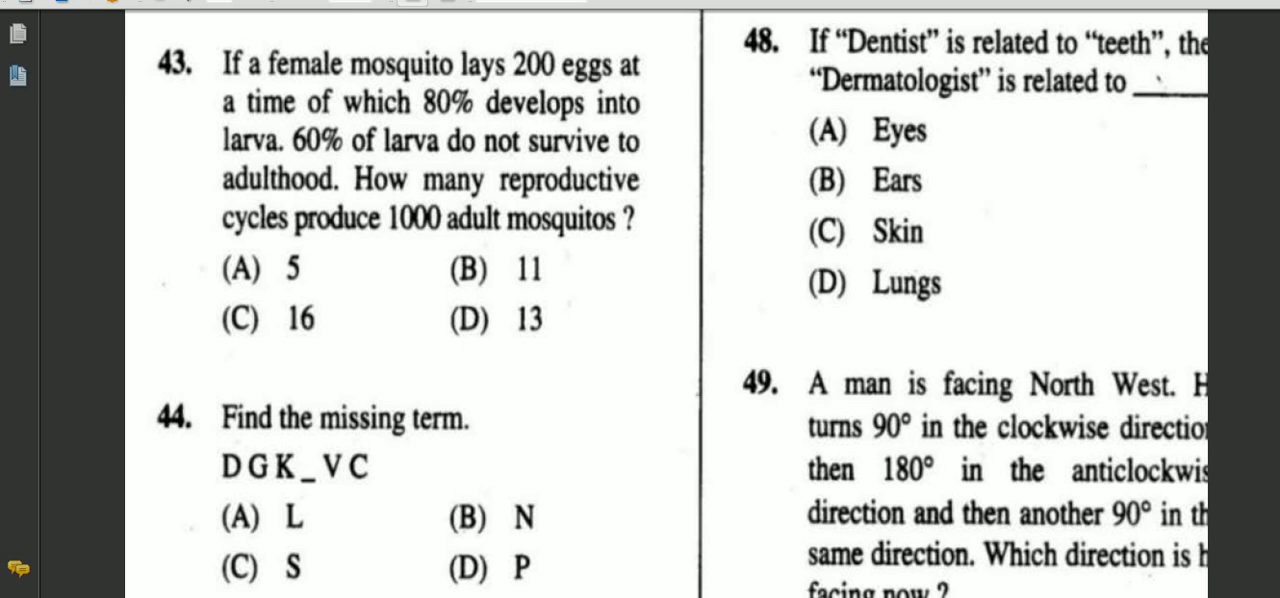 43. If a female mosquito lays 200 eggs at
a time of which 80% develops into
larva. 60% of larva do not survive to
adulthood. How many reproductive
cycles produce 1000 adult mosquitos ?
(A) 5 (B) 11
(C) 16 (D) 13
44. Find the missing term.
D G K _ V C
(A) L (B) N
(C) S (D) P
48. If “Dentist” is related to “teeth”, the
“Dermatologist” is related to ______
(A) Eyes
(B) Ears
(C) Skin
(D) Lungs
49. A man is facing North West. H
turns 90° in the clockwise directio
then 180° in the anticlockwis
direction and then another 90° in th
same direction. Which direction is h
facing now ?